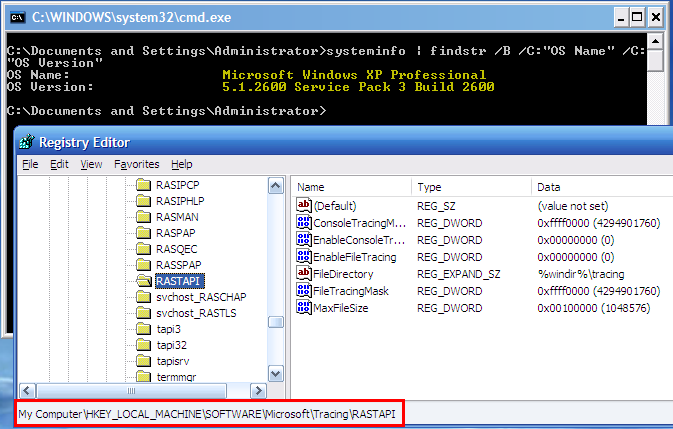 C:\WINDOWS\system32\cmd.exe
C:\Documents and Settings\Administrator>systeminfo | findstr /B /C:"OS Name" /C:
"OS Version"
OS Name: Microsoft Windows XP Professional
OS Version: 5.1.2600 Service Pack 3 Build 2600
C:\Documents and Settings\Administrator>
Registry Editor
File Edit View Favorites Help
RASIPCP
RASIPHLP
RASMAN
RASPAP
RASQEC
RASSPAP
RASTAPI
svchost_RASCHAP
svchost_RASTLS
tapi3
tapi32
tapisrv
termmgr
Name Type Data
(Default) REG_SZ (value not set)
ConsoleTracingM... REG_DWORD 0xffff0000 (4294901760)
EnableConsoleTr... REG_DWORD 0x00000000 (0)
EnableFileTracing REG_DWORD 0x00000000 (0)
FileDirectory REG_EXPAND_SZ %windir%\tracing
FileTracingMask REG_DWORD 0xffff0000 (4294901760)
MaxFileSize REG_DWORD 0x00100000 (1048576)
My Computer\HKEY_LOCAL_MACHINE\SOFTWARE\Microsoft\Tracing\RASTAPI